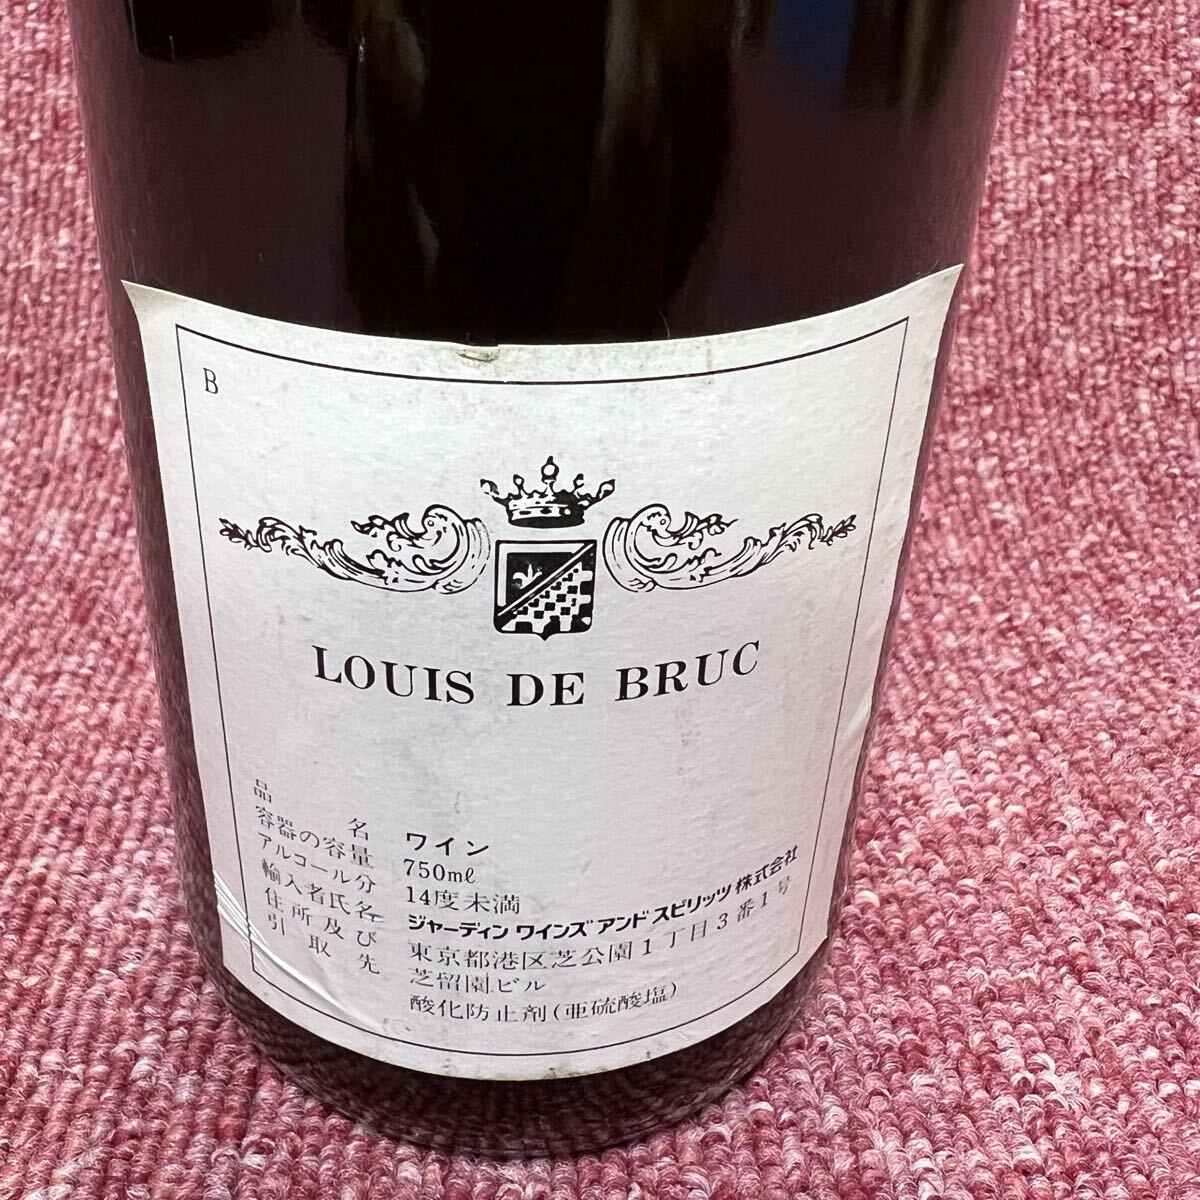 B
LOUIS DE BRUC
品名 ワイン
容器の容量 750mℓ
アルコール分 14度未満
輸入者氏名 ジャーディン ワインズ アンド スピリッツ 株式会社
住所及び 東京都港区芝公園1丁目3番1号
引取先 芝留園ビル
酸化防止剤(亜硫酸塩)